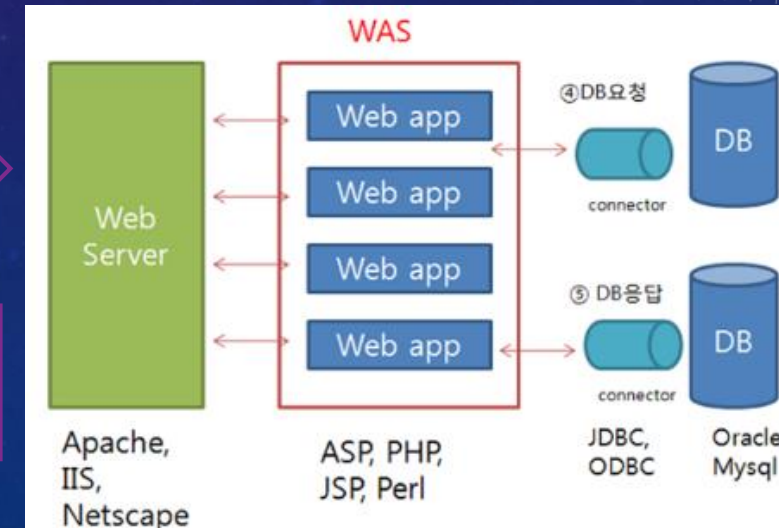 WAS
Web Server
Web app
Web app
Web app
Web app
④DB요청
connector
DB
⑤ DB응답
connector
DB
Apache,
IIS,
Netscape
ASP, PHP,
JSP, Perl
JDBC,
ODBC
Oracle
Mysql